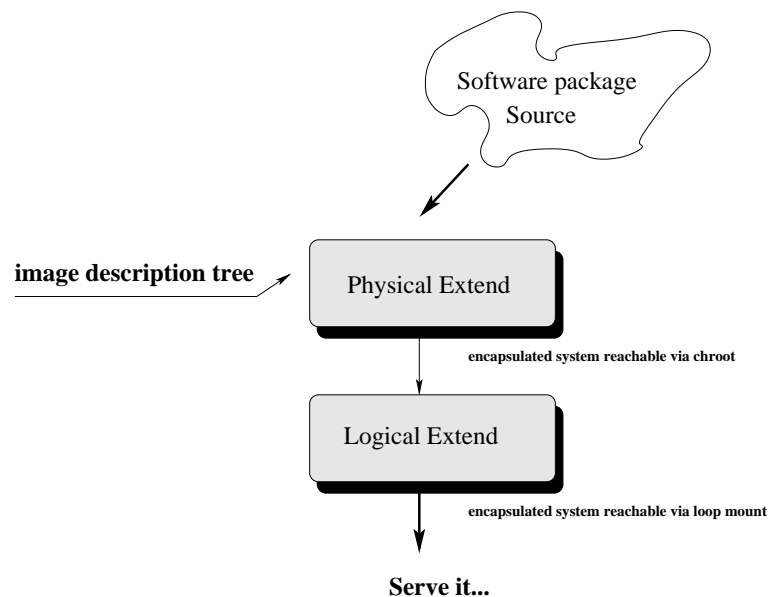 Software package
Source
image description tree
Physical Extend
encapsulated system reachable via chroot
Logical Extend
encapsulated system reachable via loop mount
Serve it...